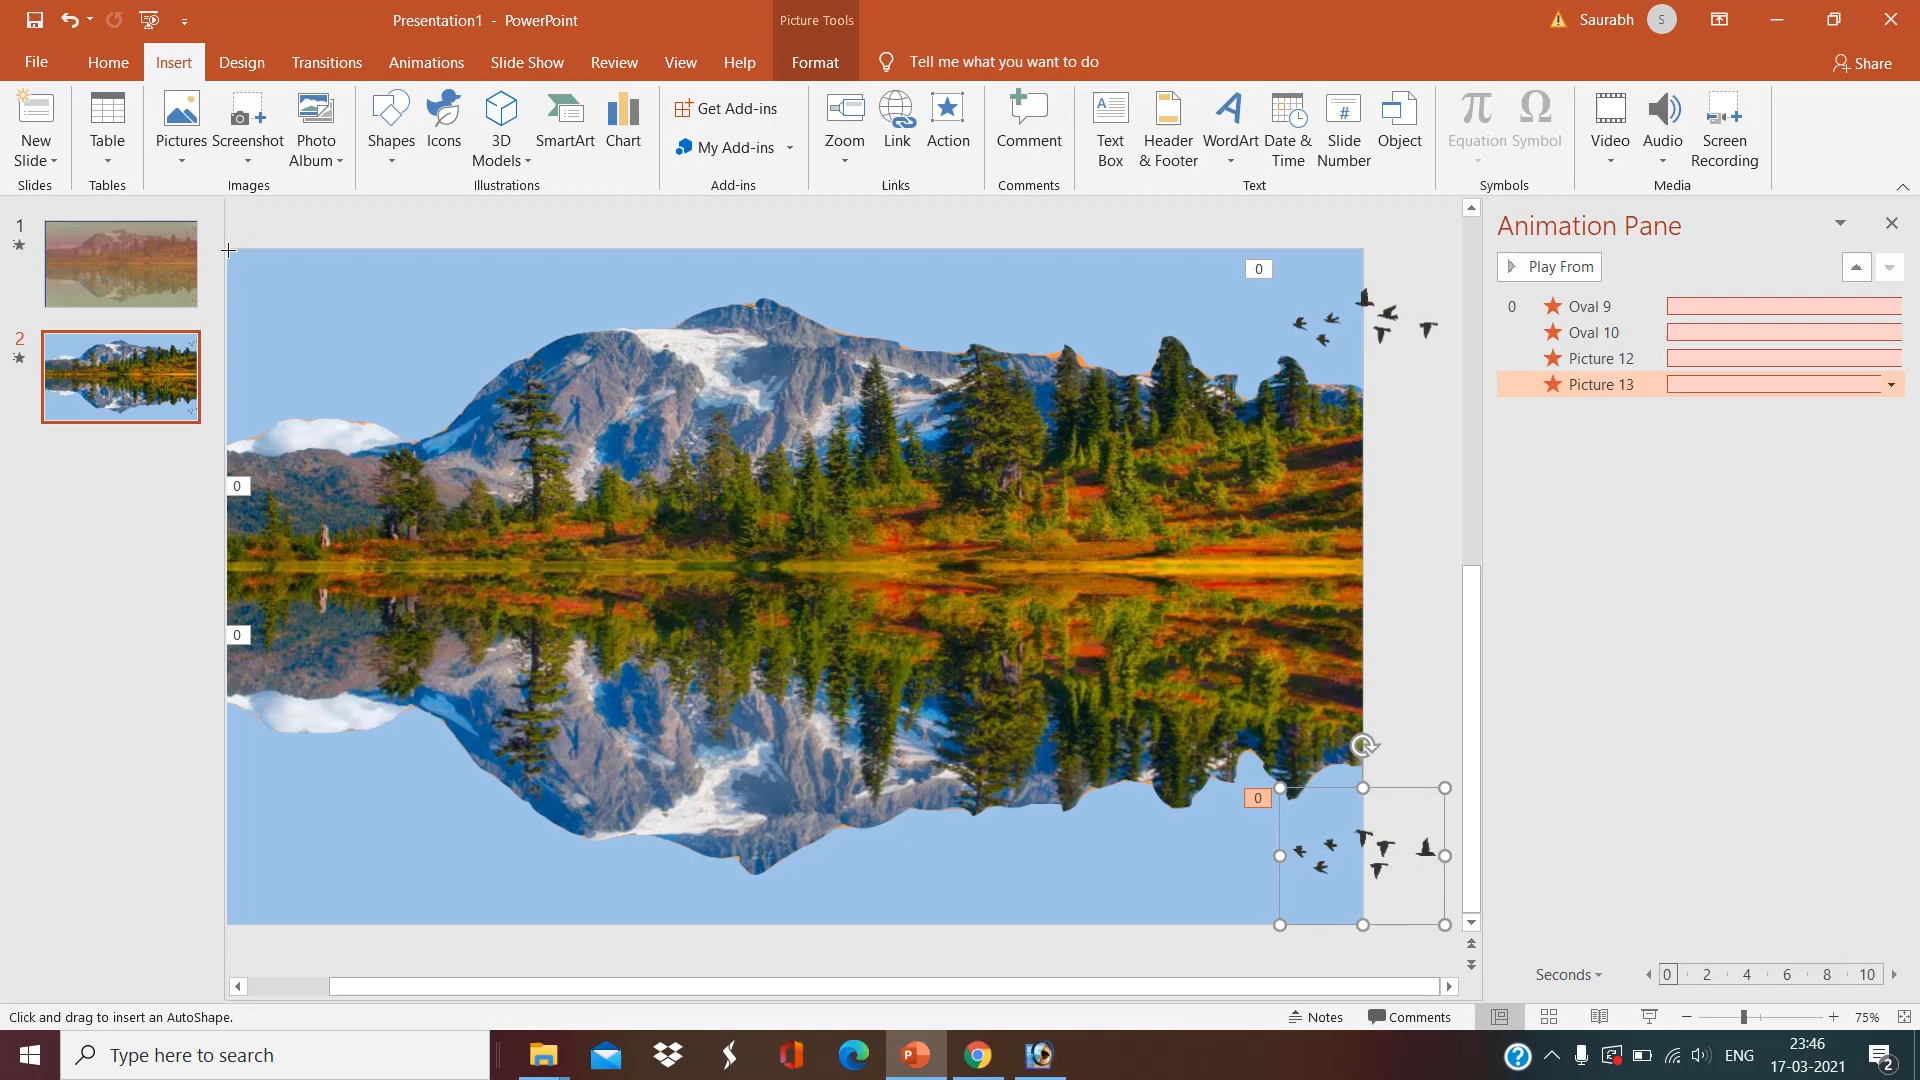 Presentation1 - PowerPoint
Picture Tools
Saurabh
S
File
Home
Insert
Design
Transitions
Animations
Slide Show
Review
View
Help
Format
Tell me what you want to do
Share
New Slide
Table
Pictures
Screenshot
Photo Album
Shapes
Icons
3D Models
SmartArt
Chart
Get Add-ins
My Add-ins
Zoom
Link
Action
Comment
Text Box
Header & Footer
WordArt
Date & Time
Slide Number
Object
Equation
Symbol
Video
Audio
Screen Recording
Slides
Tables
Images
Illustrations
Add-ins
Links
Comments
Text
Symbols
Media
1
2
0
0
0
0
Animation Pane
Play From
0 Oval 9
Oval 10
Picture 12
Picture 13
Seconds
0 2 4 6 8 10
Click and drag to insert an AutoShape.
Notes
Comments
75%
Type here to search
ENG
23:46
17-03-2021
2